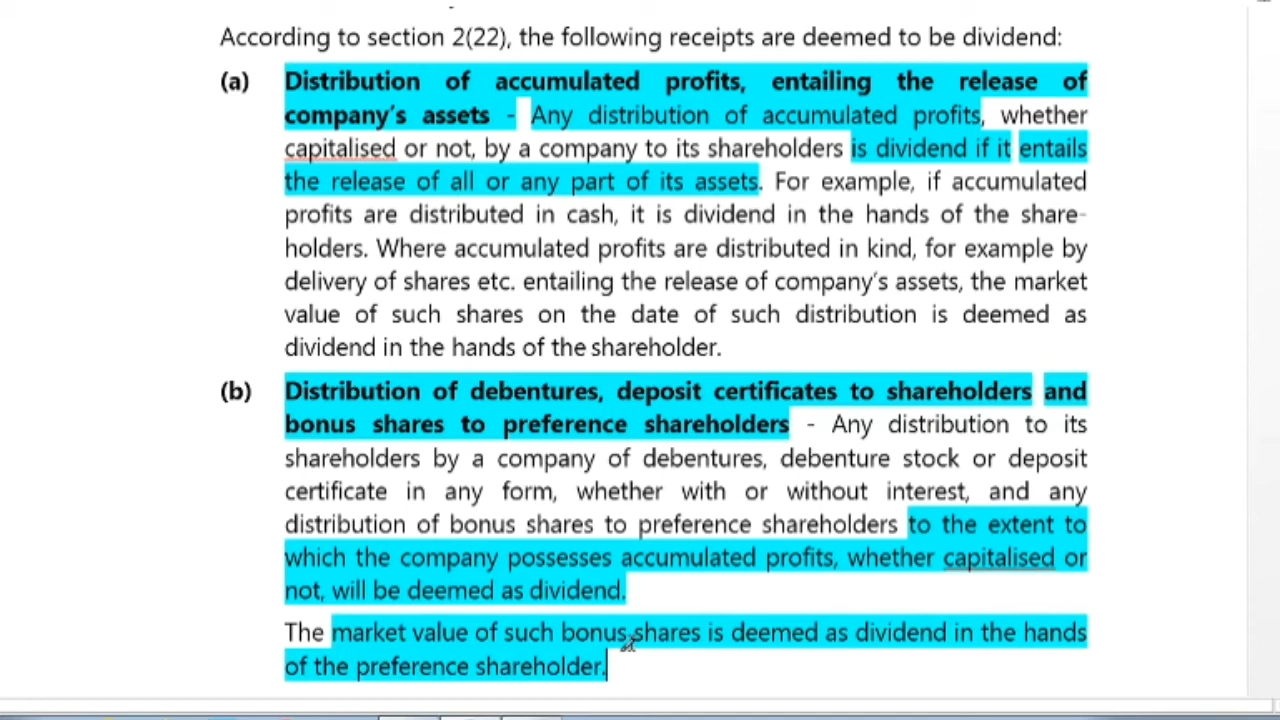 According to section 2(22), the following receipts are deemed to be dividend:
(a) Distribution of accumulated profits, entailing the release of
company's assets - Any distribution of accumulated profits, whether
capitalised or not, by a company to its shareholders is dividend if it entails
the release of all or any part of its assets. For example, if accumulated
profits are distributed in cash, it is dividend in the hands of the share-
holders. Where accumulated profits are distributed in kind, for example by
delivery of shares etc. entailing the release of company's assets, the market
value of such shares on the date of such distribution is deemed as
dividend in the hands of the shareholder.
(b) Distribution of debentures, deposit certificates to shareholders and
bonus shares to preference shareholders - Any distribution to its
shareholders by a company of debentures, debenture stock or deposit
certificate in any form, whether with or without interest, and any
distribution of bonus shares to preference shareholders to the extent to
which the company possesses accumulated profits, whether capitalised or
not, will be deemed as dividend.
The market value of such bonus shares is deemed as dividend in the hands
of the preference shareholder.